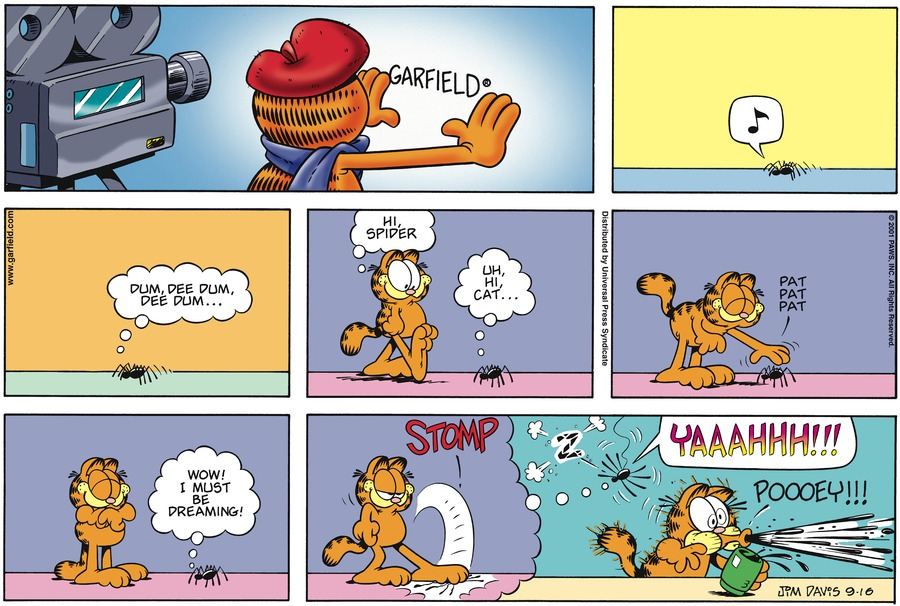 GARFIELD®
DUM, DEE DUM,
DEE DUM...
HI,
SPIDER
UH,
HI,
CAT...
PAT
PAT
PAT
WOW!
I MUST
BE
DREAMING!
STOMP
Z
YAAAHHH!!!
POOOEY!!!
JIM DAVIS 9·16
www.garfield.com
Distributed by Universal Press Syndicate
© 2001 PAWS, INC. All Rights Reserved.